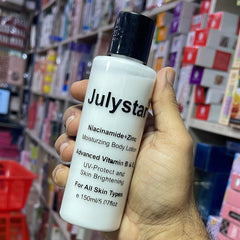 Julystar
Niacinamide+Zinc
Moisturizing Body Lotion
Advanced Vitamin B &
UV-Protect and
Skin Brightening
For All Skin Types
e 150ml/5.07floz